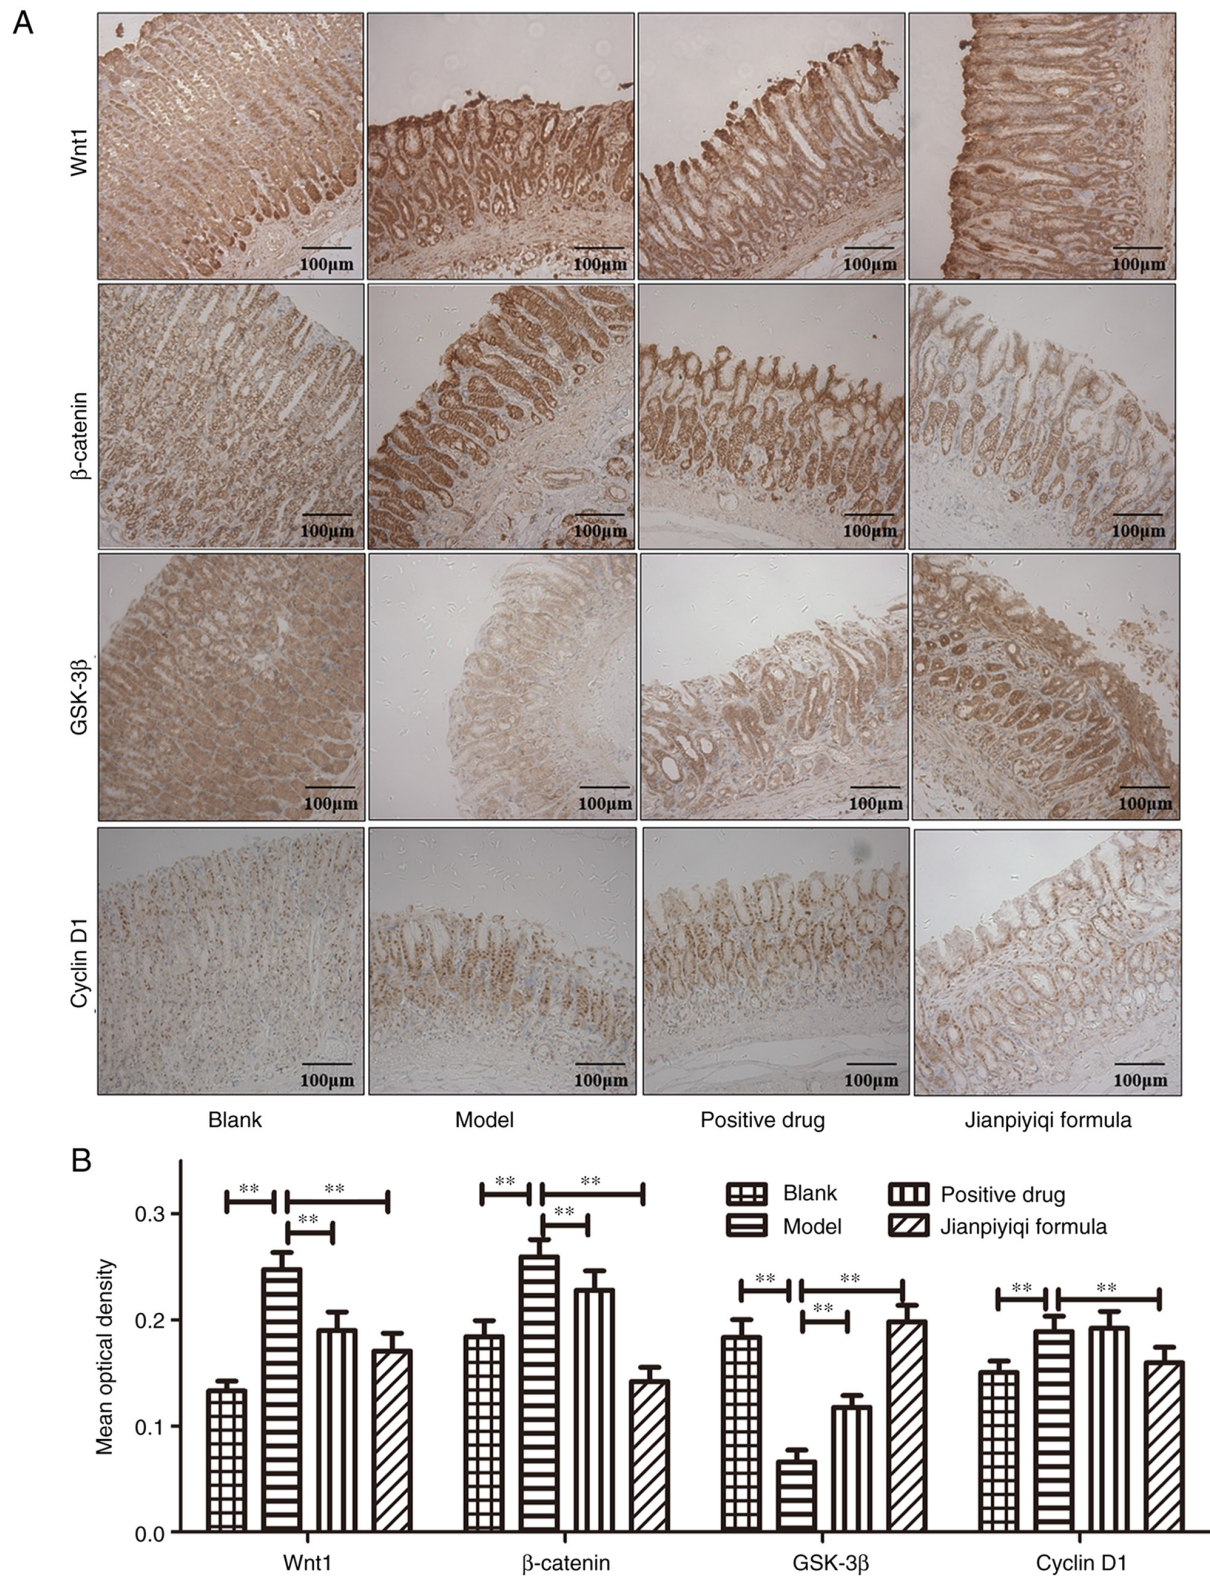 A
Wnt1
100μm
100μm
100μm
100μm
β-catenin
100μm
100μm
100μm
100μm
GSK-3β
100μm
100μm
100μm
100μm
Cyclin D1
100μm
100μm
100μm
100μm
Blank
Model
Positive drug
Jianpiyiqi formula
B
Mean optical density
0.3
0.2
0.1
0.0
** ** **
** ** **
** ** **
** **
Blank
Positive drug
Model
Jianpiyiqi formula
Wnt1
β-catenin
GSK-3β
Cyclin D1